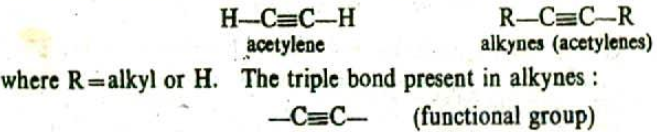 H—C≡C—H R—C≡C—R
acetylene alkynes (acetylenes)
where R=alkyl or H. The triple bond present in alkynes :
—C≡C— (functional group)